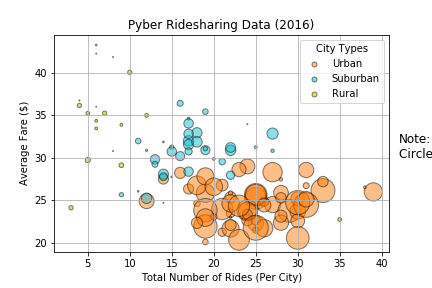 Pyber Ridesharing Data (2016)
City Types
Urban
Suburban
Rural
Average Fare ($)
40
35
30
25
20
5 10 15 20 25 30 35 40
Total Number of Rides (Per City)
Note:
Circle